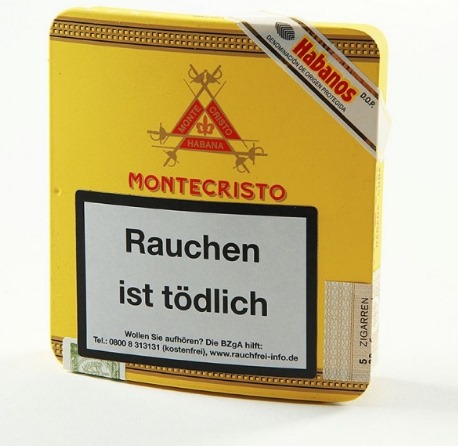 Habanos
DENOMINACIÓN DE ORIGEN PROTEGIDA
D.O.P.
MONTE
CRISTO
HABANA
MONTECRISTO
Rauchen
ist tödlich
Wollen Sie aufhören? Die BZgA hilft:
Tel.: 0800 8 313131 (kostenfrei), www.rauchfrei-info.de
5 ZIGARREN